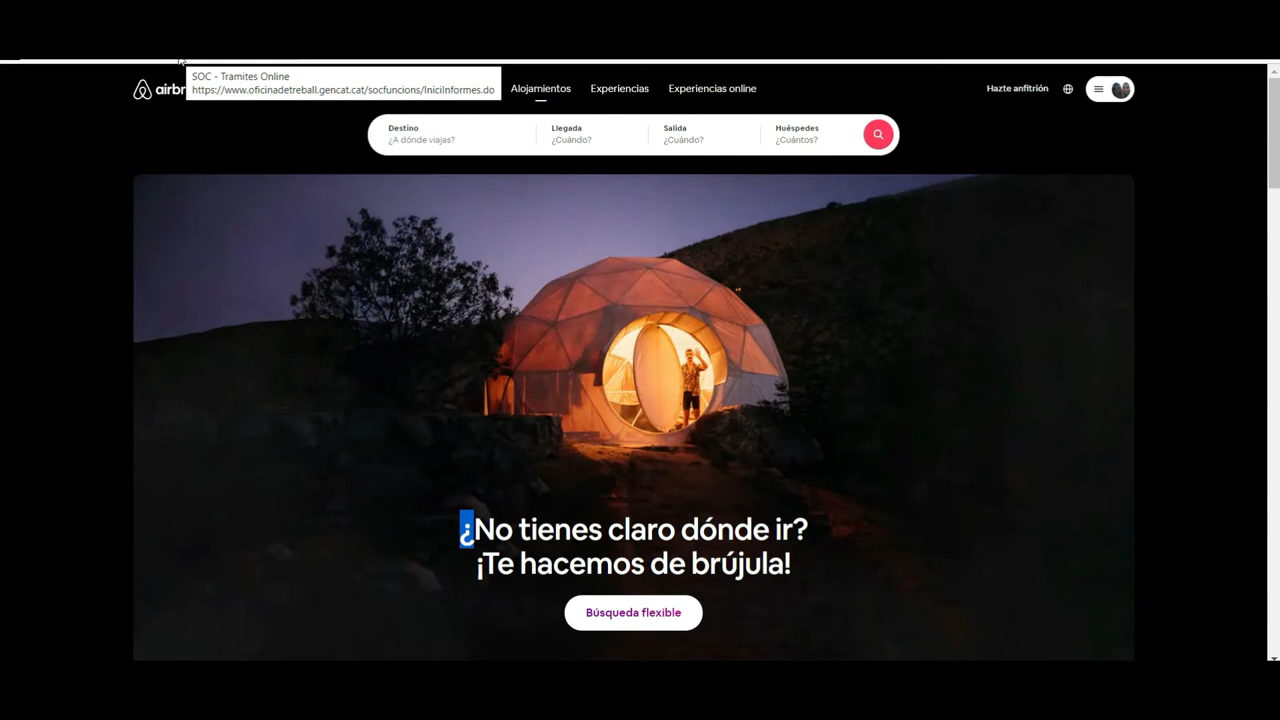 SOC - Tramites Online
https://www.oficinadetreball.gencat.cat/socfuncions/IniciInformes.do
airb
Alojamientos
Experiencias
Experiencias online
Hazte anfitrión
Destino
¿A dónde viajas?
Llegada
¿Cuándo?
Salida
¿Cuándo?
Huéspedes
¿Cuántos?
¿No tienes claro dónde ir?
¡Te hacemos de brújula!
Búsqueda flexible